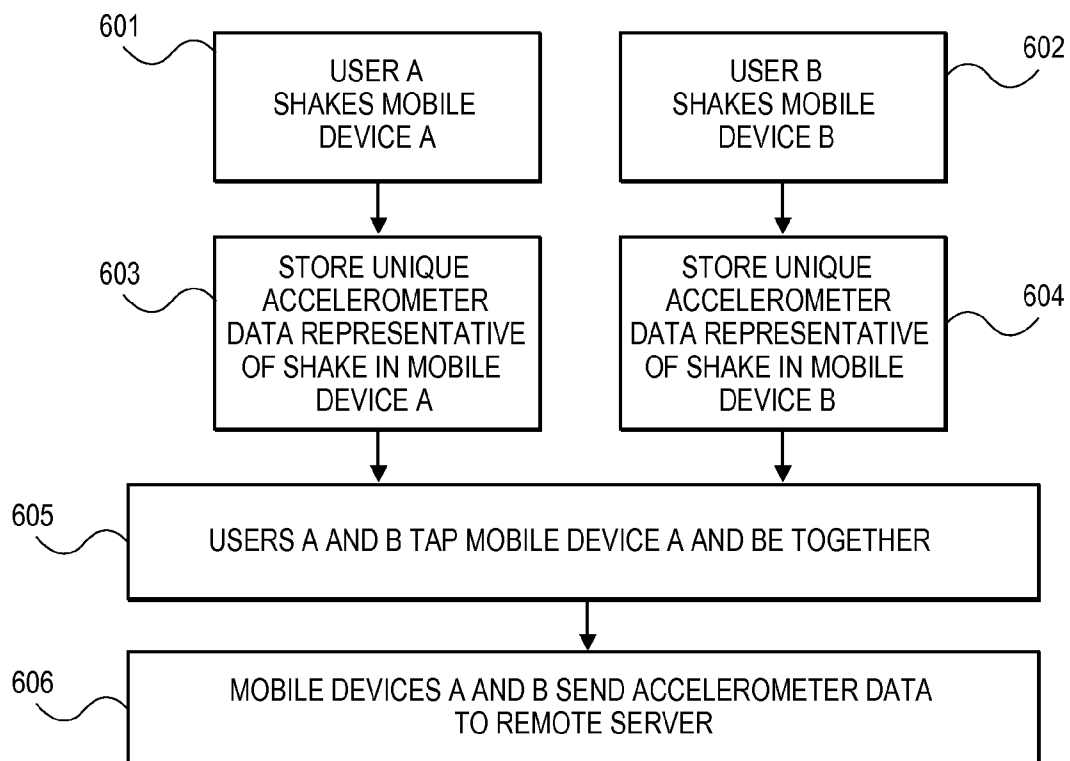 601
USER A
SHAKES MOBILE
DEVICE A
602
USER B
SHAKES MOBILE
DEVICE B
603
STORE UNIQUE
ACCELEROMETER
DATA REPRESENTATIVE
OF SHAKE IN MOBILE
DEVICE A
604
STORE UNIQUE
ACCELEROMETER
DATA REPRESENTATIVE
OF SHAKE IN MOBILE
DEVICE B
605
USERS A AND B TAP MOBILE DEVICE A AND BE TOGETHER
606
MOBILE DEVICES A AND B SEND ACCELEROMETER DATA
TO REMOTE SERVER